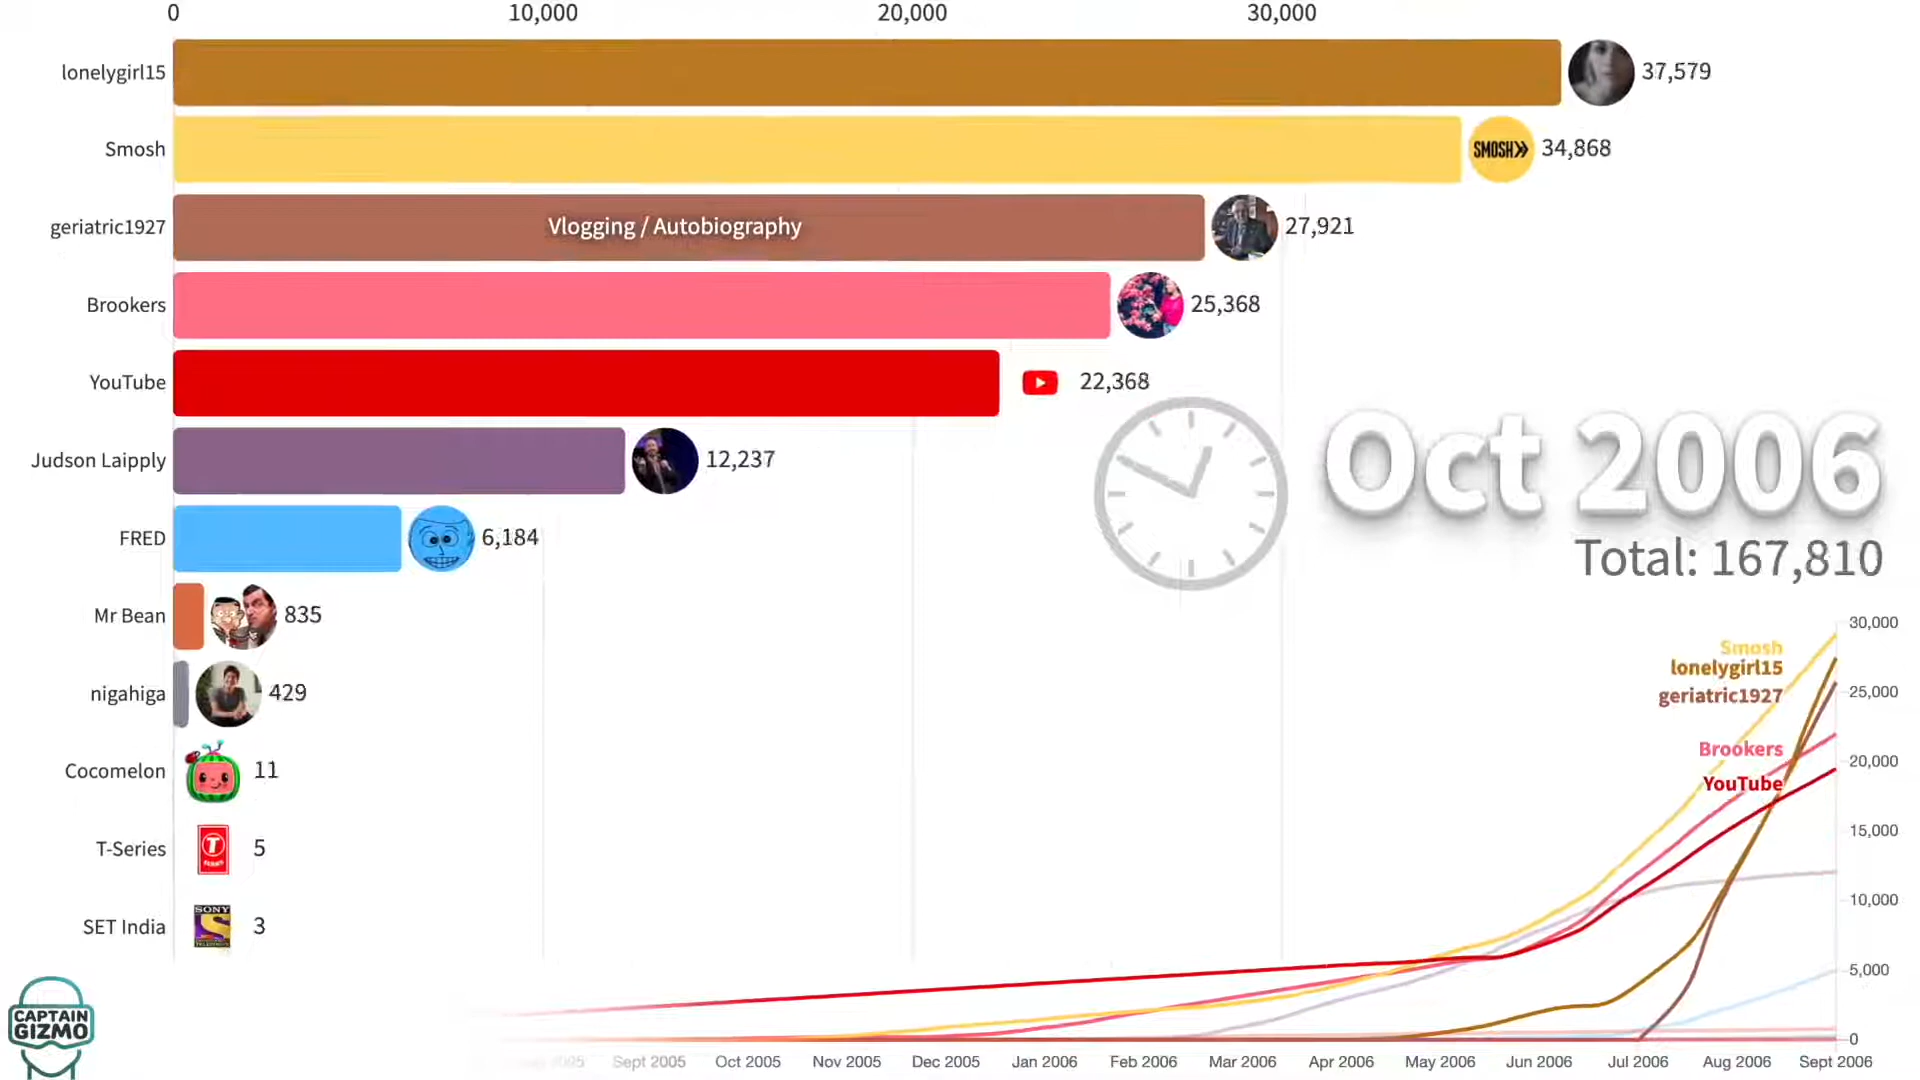 0 10,000 20,000 30,000
lonelygirl15 37,579
Smosh SMOSH 34,868
geriatric1927 Vlogging / Autobiography 27,921
Brookers 25,368
YouTube 22,368
Judson Laipply 12,237
Oct 2006
FRED 6,184
Total: 167,810
Mr Bean 835
nigahiga 429
Cocomelon 11
T-Series T SERIES 5
SET India SONY 3
30,000
Smosh
lonelygirl15
geriatric1927
25,000
Brookers
20,000
YouTube
15,000
10,000
5,000
0
CAPTAIN
GIZMO
2005 Sept 2005 Oct 2005 Nov 2005 Dec 2005 Jan 2006 Feb 2006 Mar 2006 Apr 2006 May 2006 Jun 2006 Jul 2006 Aug 2006 Sept 2006